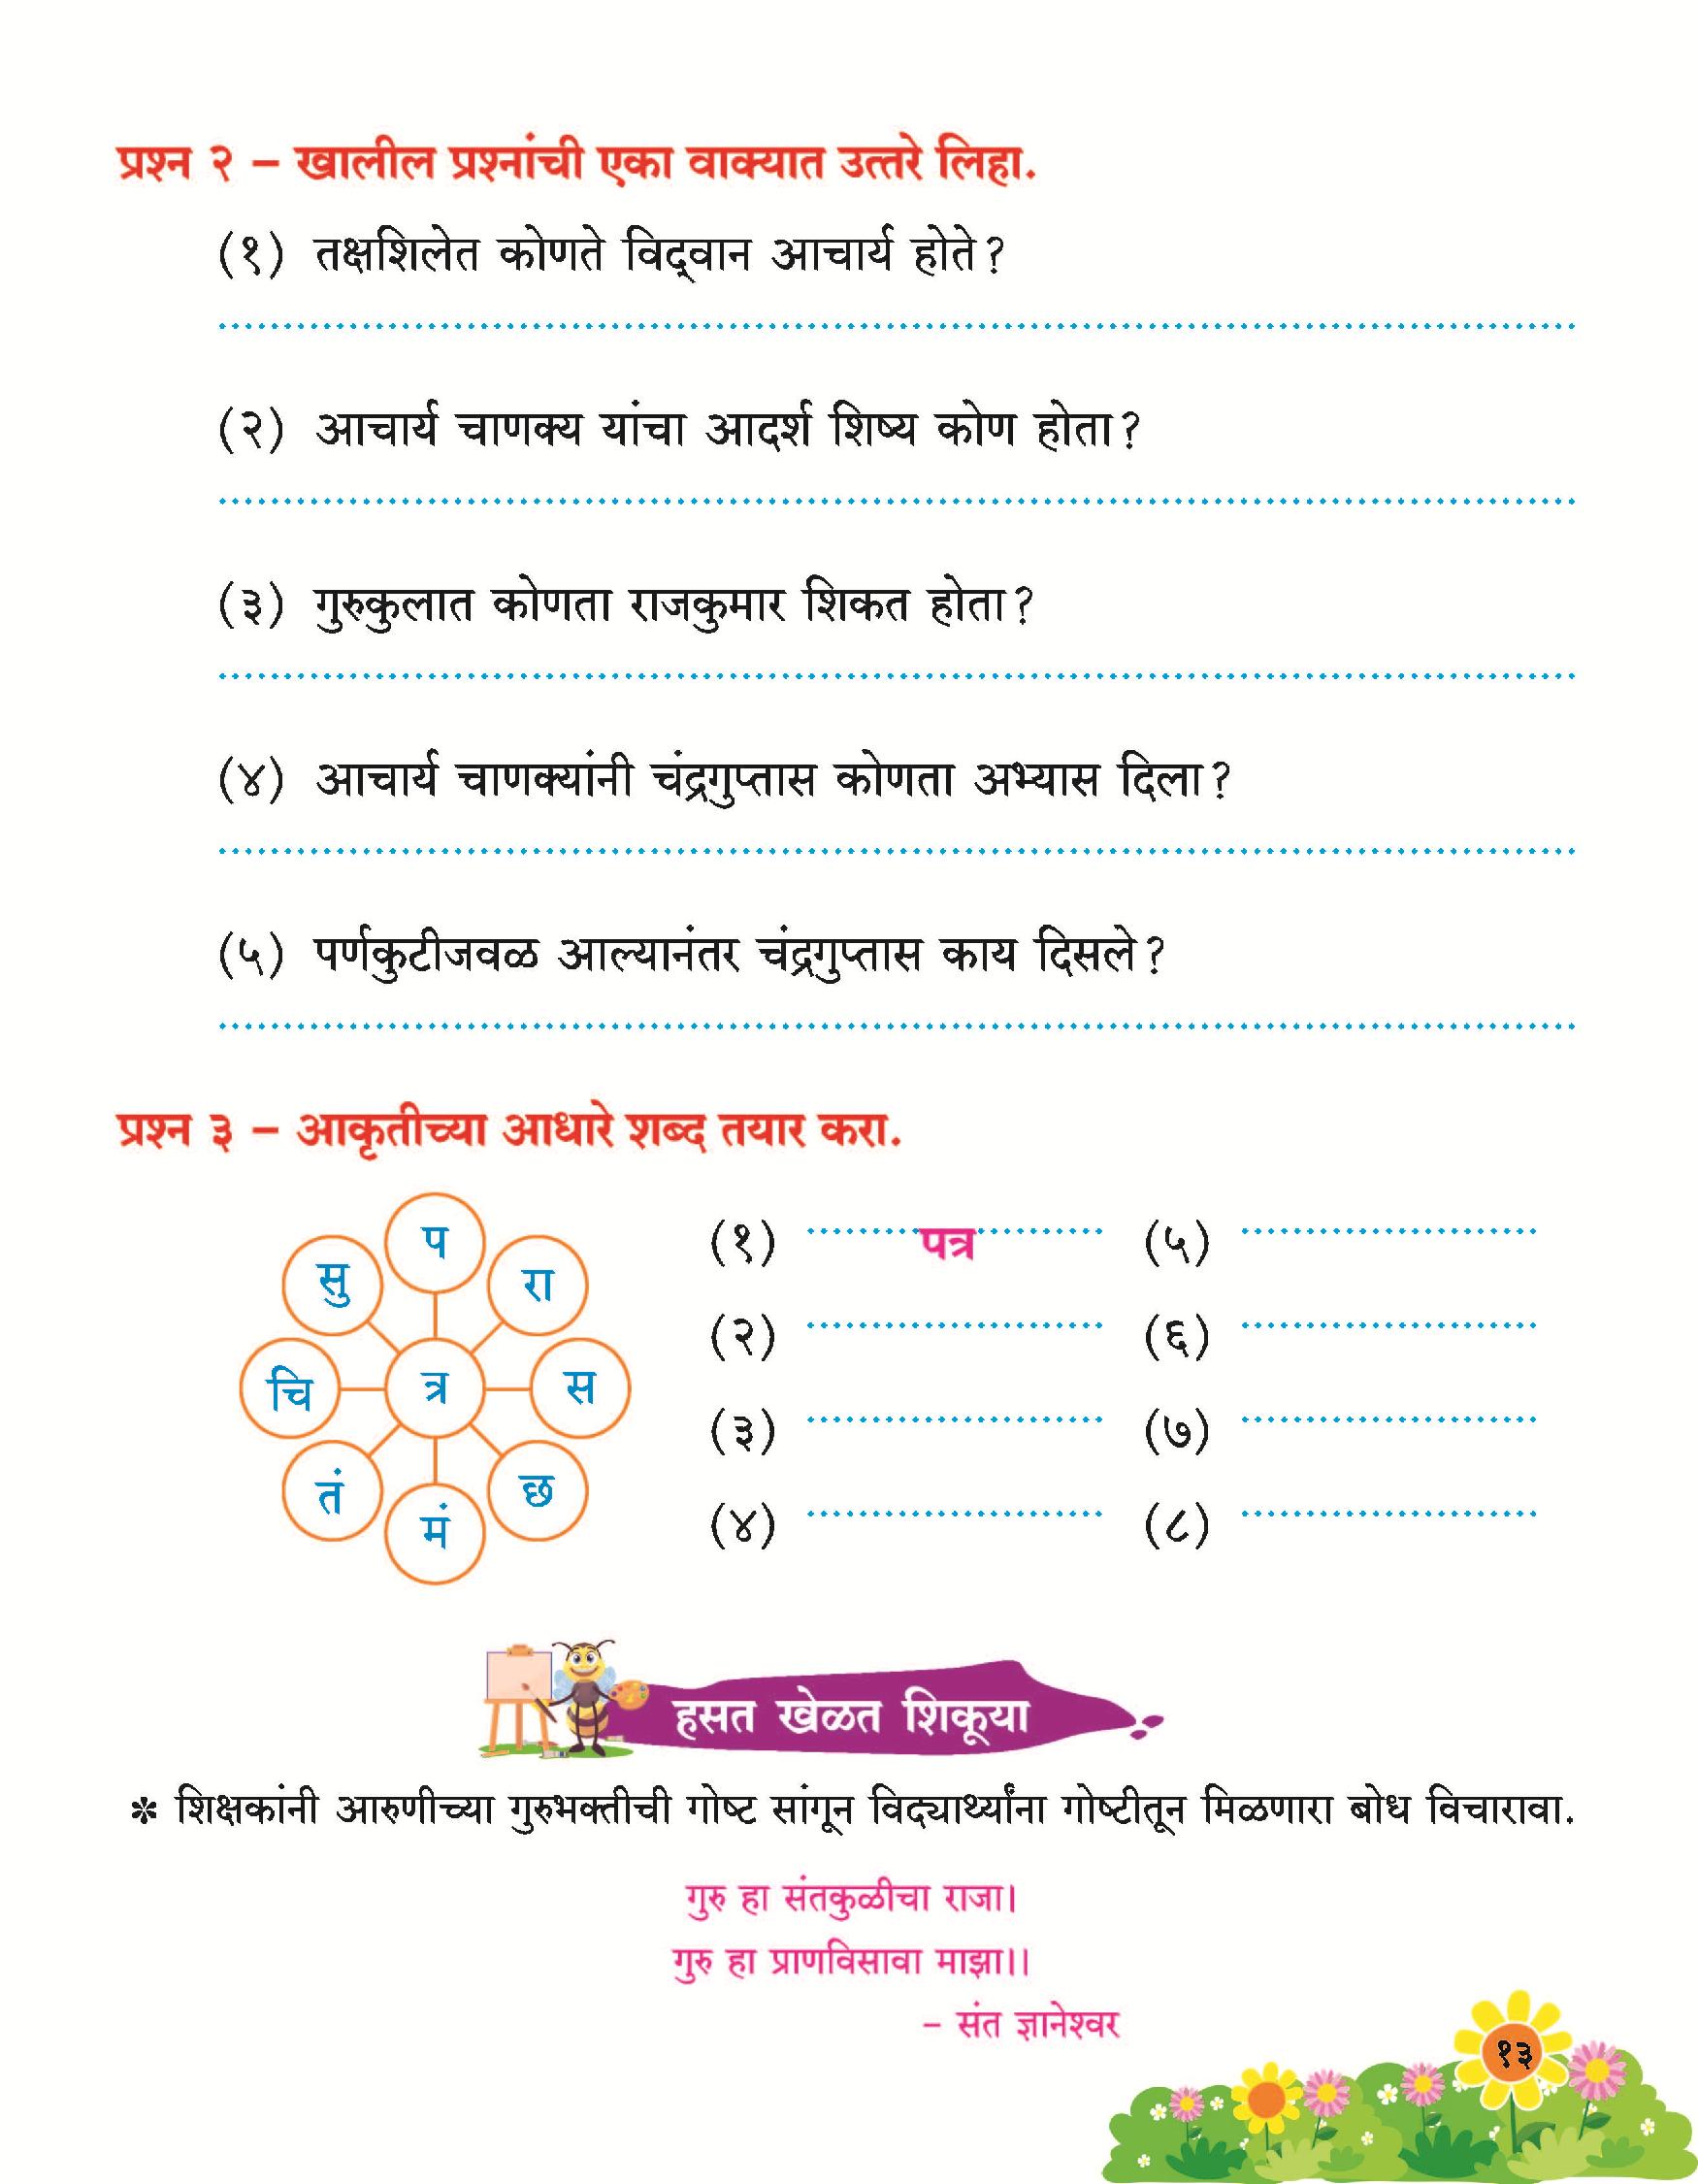 प्रश्न २ – खालील प्रश्नांची एका वाक्यात उत्तरे लिहा.
(१) तक्षशिलेत कोणते विद्‌वान आचार्य होते?
(२) आचार्य चाणक्य यांचा आदर्श शिष्य कोण होता?
(३) गुरुकुलात कोणता राजकुमार शिकत होता?
(४) आचार्य चाणक्यांनी चंद्रगुप्तास कोणता अभ्यास दिला?
(५) पर्णकुटीजवळ आल्यानंतर चंद्रगुप्तास काय दिसले?
प्रश्न ३ – आकृतीच्या आधारे शब्द तयार करा.
प
रा
स
छ
मं
तं
चि
सु
त्र
(१) पत्र (५)
(२) (६)
(३) (७)
(४) (८)
हसत खेळत शिकूया
* शिक्षकांनी आरुणीच्या गुरुभक्तीची गोष्ट सांगून विद्यार्थ्यांना गोष्टीतून मिळणारा बोध विचारावा.
गुरु हा संतकुळीचा राजा।
गुरु हा प्राणविसावा माझा।।
– संत ज्ञानेश्वर
१३